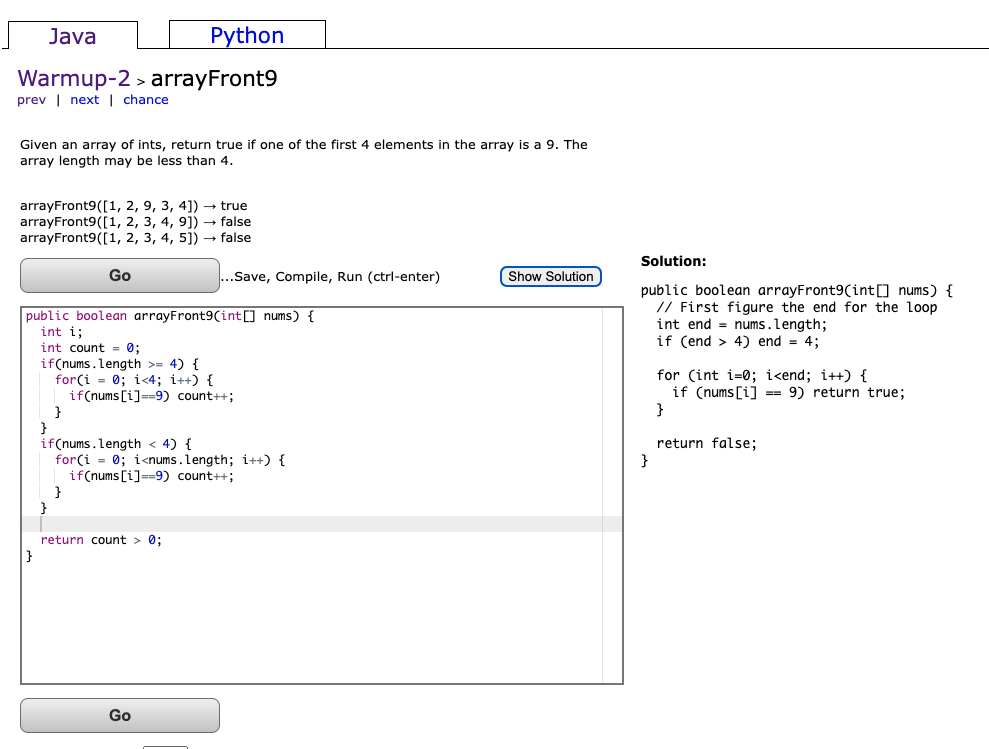 Java
Python
Warmup-2 > arrayFront9
prev | next | chance
Given an array of ints, return true if one of the first 4 elements in the array is a 9. The
array length may be less than 4.
arrayFront9([1, 2, 9, 3, 4]) → true
arrayFront9([1, 2, 3, 4, 9]) → false
arrayFront9([1, 2, 3, 4, 5]) → false
Go
...Save, Compile, Run (ctrl-enter)
Show Solution
public boolean arrayFront9(int[] nums) {
  int i;
  int count = 0;
  if(nums.length >= 4) {
    for(i = 0; i<4; i++) {
      if(nums[i]==9) count++;
    }
  }
  if(nums.length < 4) {
    for(i = 0; i<nums.length; i++) {
      if(nums[i]==9) count++;
    }
  }
  return count > 0;
}
Go
Solution:
public boolean arrayFront9(int[] nums) {
  // First figure the end for the loop
  int end = nums.length;
  if (end > 4) end = 4;
  for (int i=0; i<end; i++) {
    if (nums[i] == 9) return true;
  }
  return false;
}